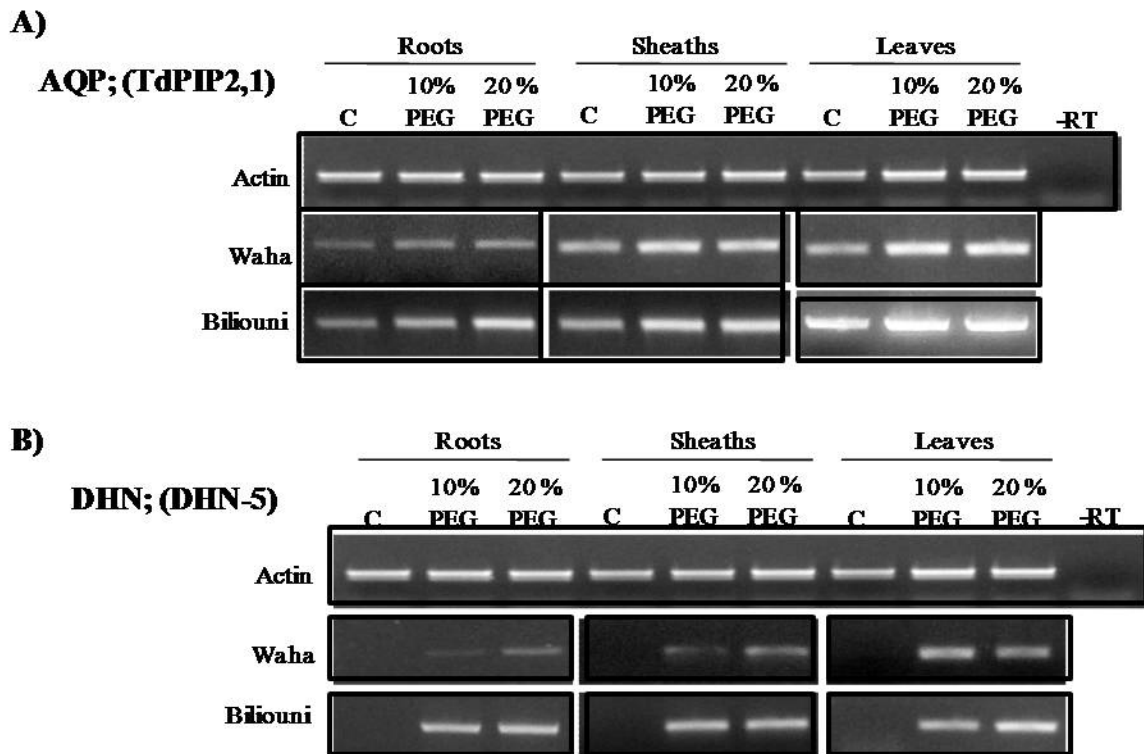 A)
Roots Sheaths Leaves
AQP; (TdPIP2,1)
10% 20% 10% 20% 10% 20%
C PEG PEG C PEG PEG C PEG PEG -RT
Actin
Waha
Biliouni
B)
Roots Sheaths Leaves
DHN; (DHN-5)
10% 20% 10% 20% 10% 20%
C PEG PEG C PEG PEG C PEG PEG -RT
Actin
Waha
Biliouni